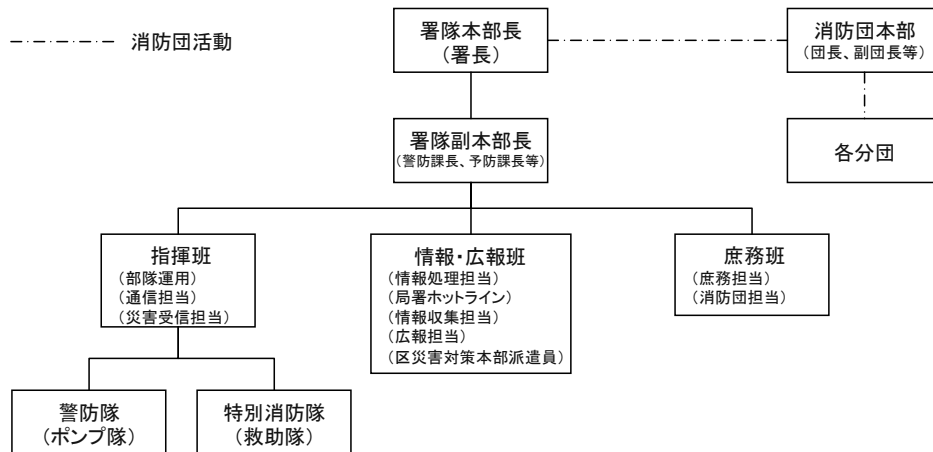 消防団活動
署隊本部長
(署長)
消防団本部
(団長、副団長等)
署隊副本部長
(警防課長、予防課長等)
各分団
指揮班
(部隊運用)
(通信担当)
(災害受信担当)
情報・広報班
(情報処理担当)
(局署ホットライン)
(情報収集担当)
(広報担当)
(区災害対策本部派遣員)
庶務班
(庶務担当)
(消防団担当)
警防隊
(ポンプ隊)
特別消防隊
(救助隊)